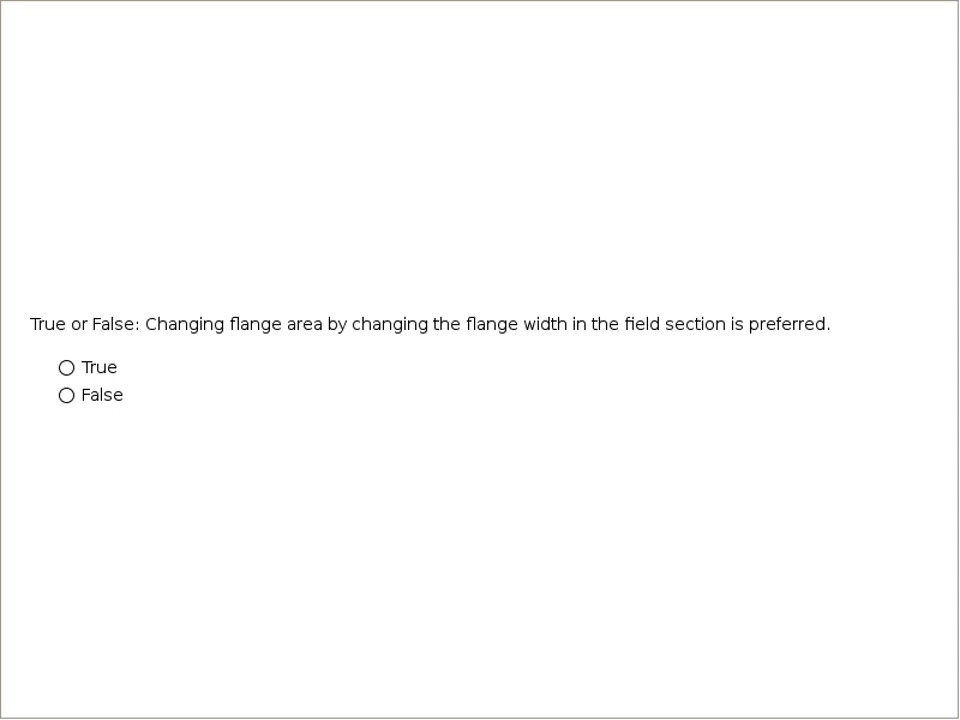 True or False: Changing flange area by changing the flange width in the field section is preferred.
True
False